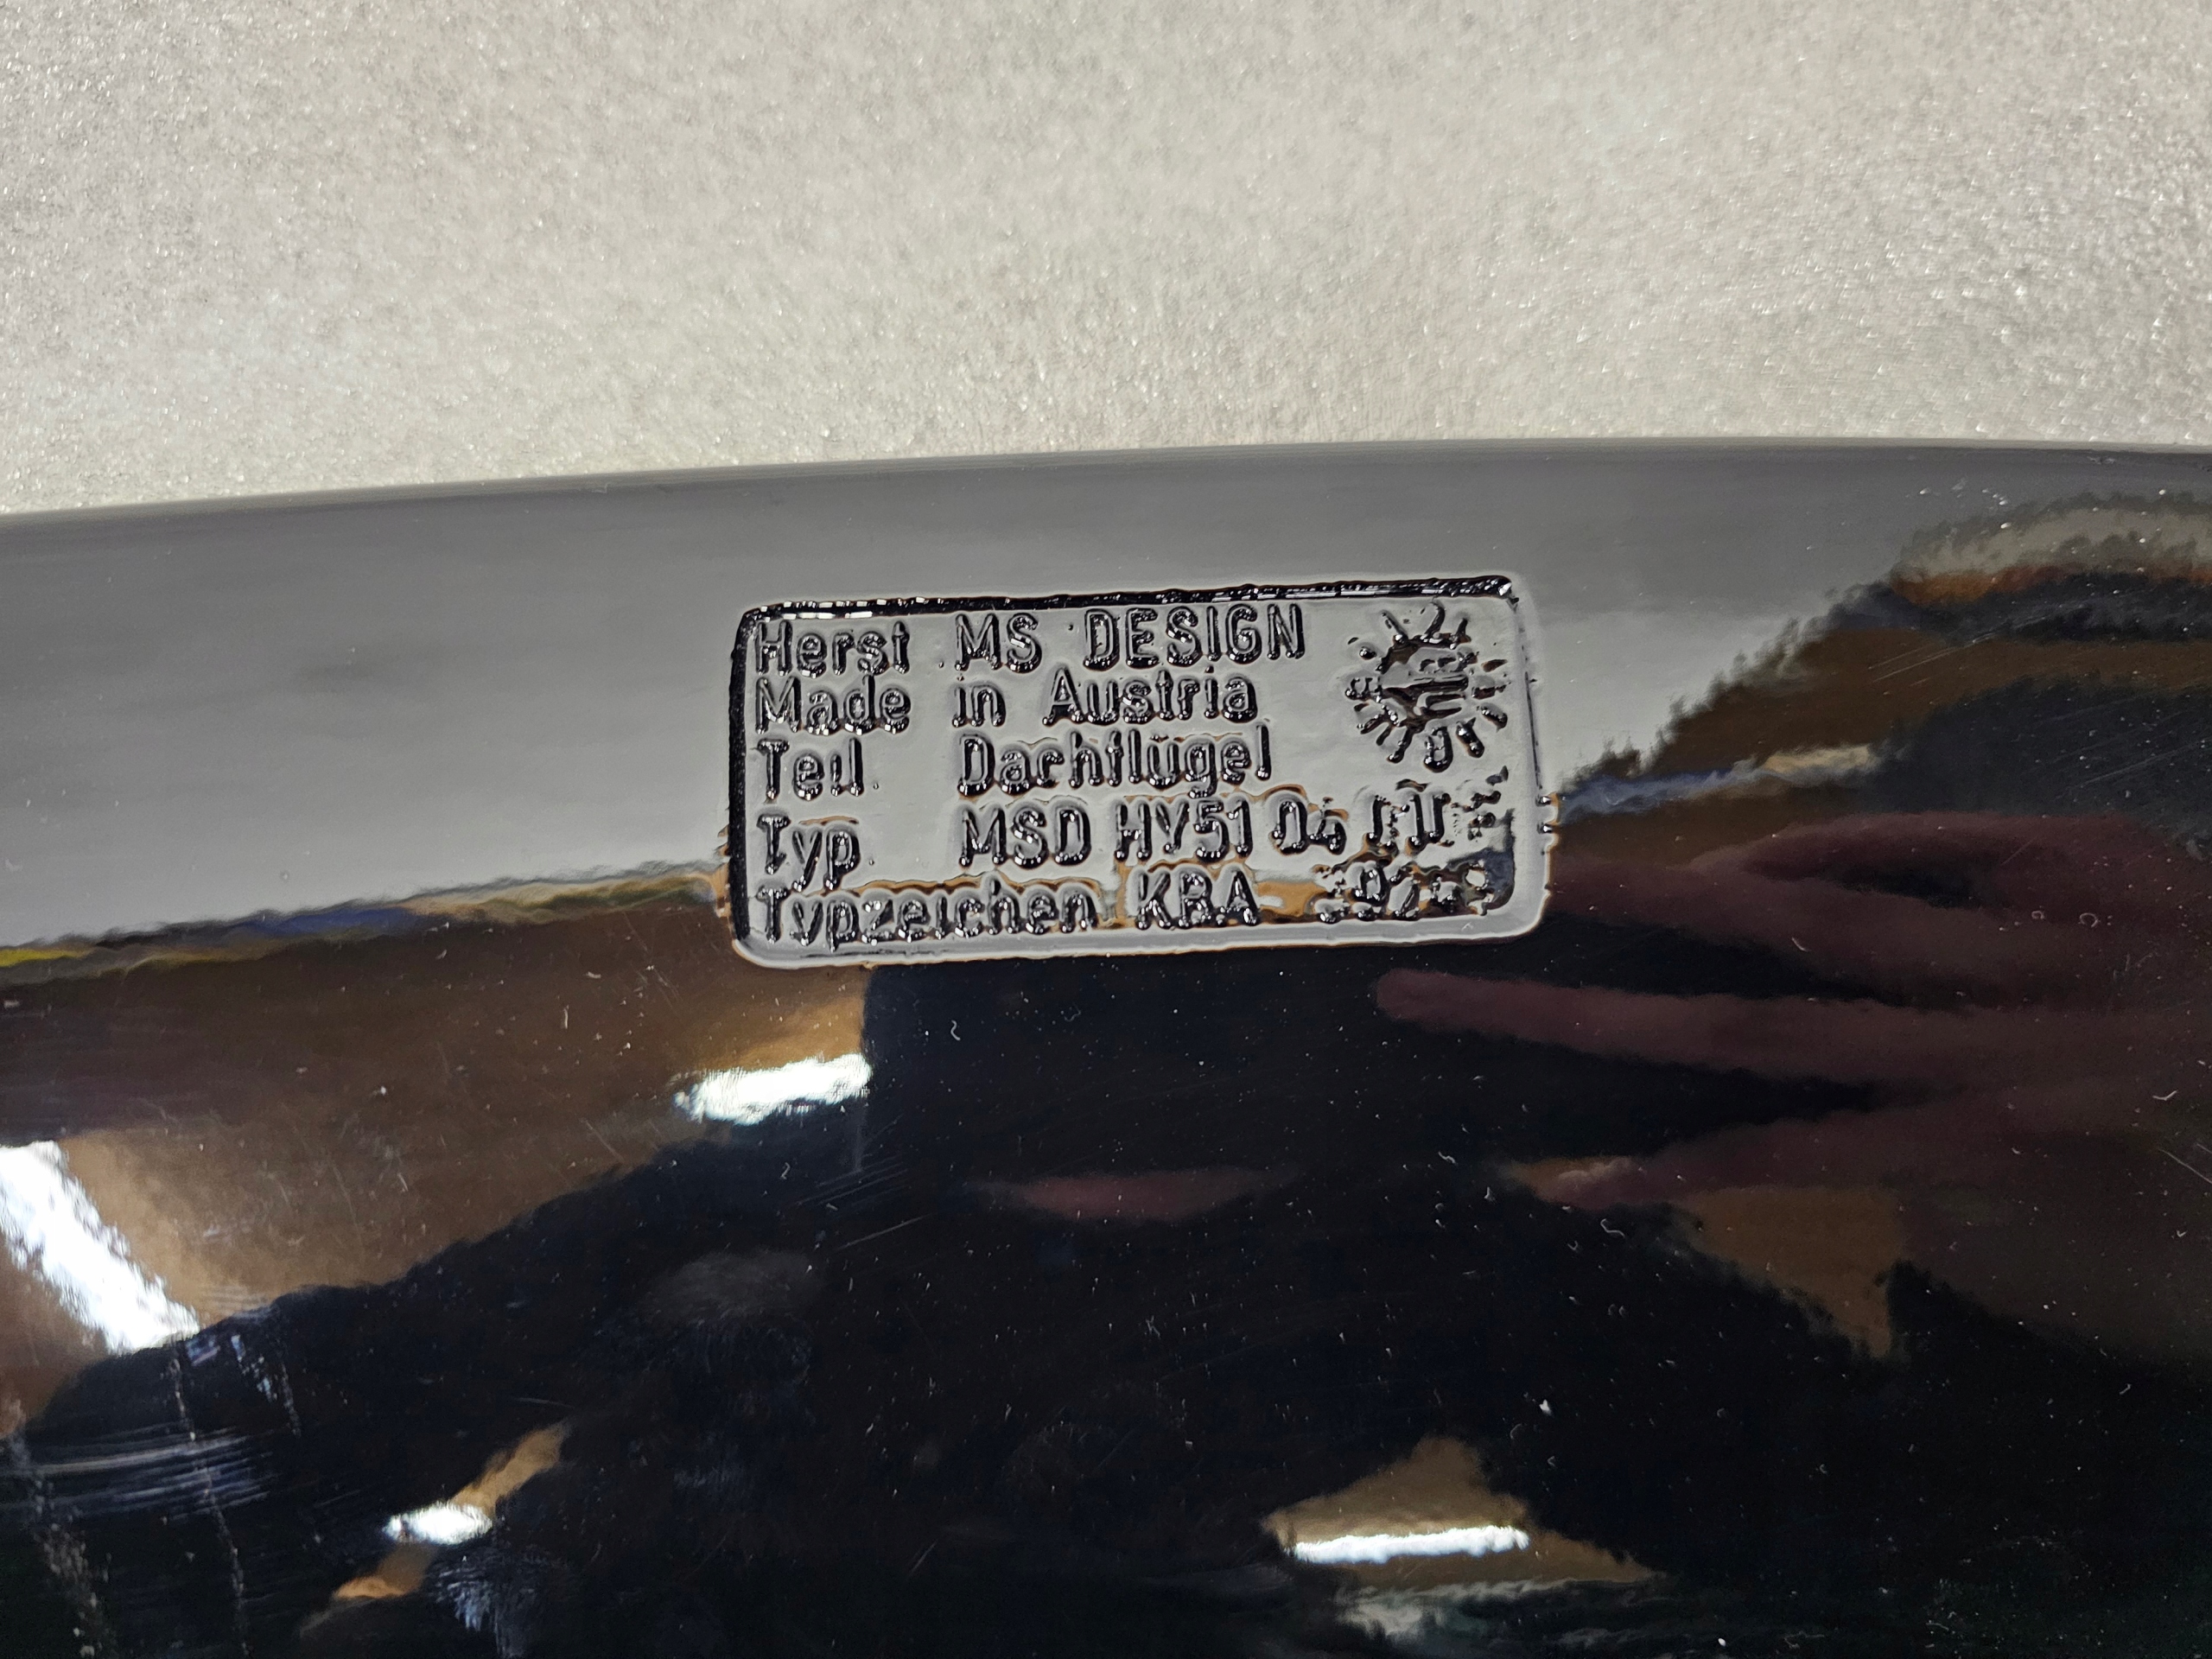 Herst. MS DESIGN
Made in Austria
Teil Dachflügel
Typ MSD HY51 04
Typzeichen KBA